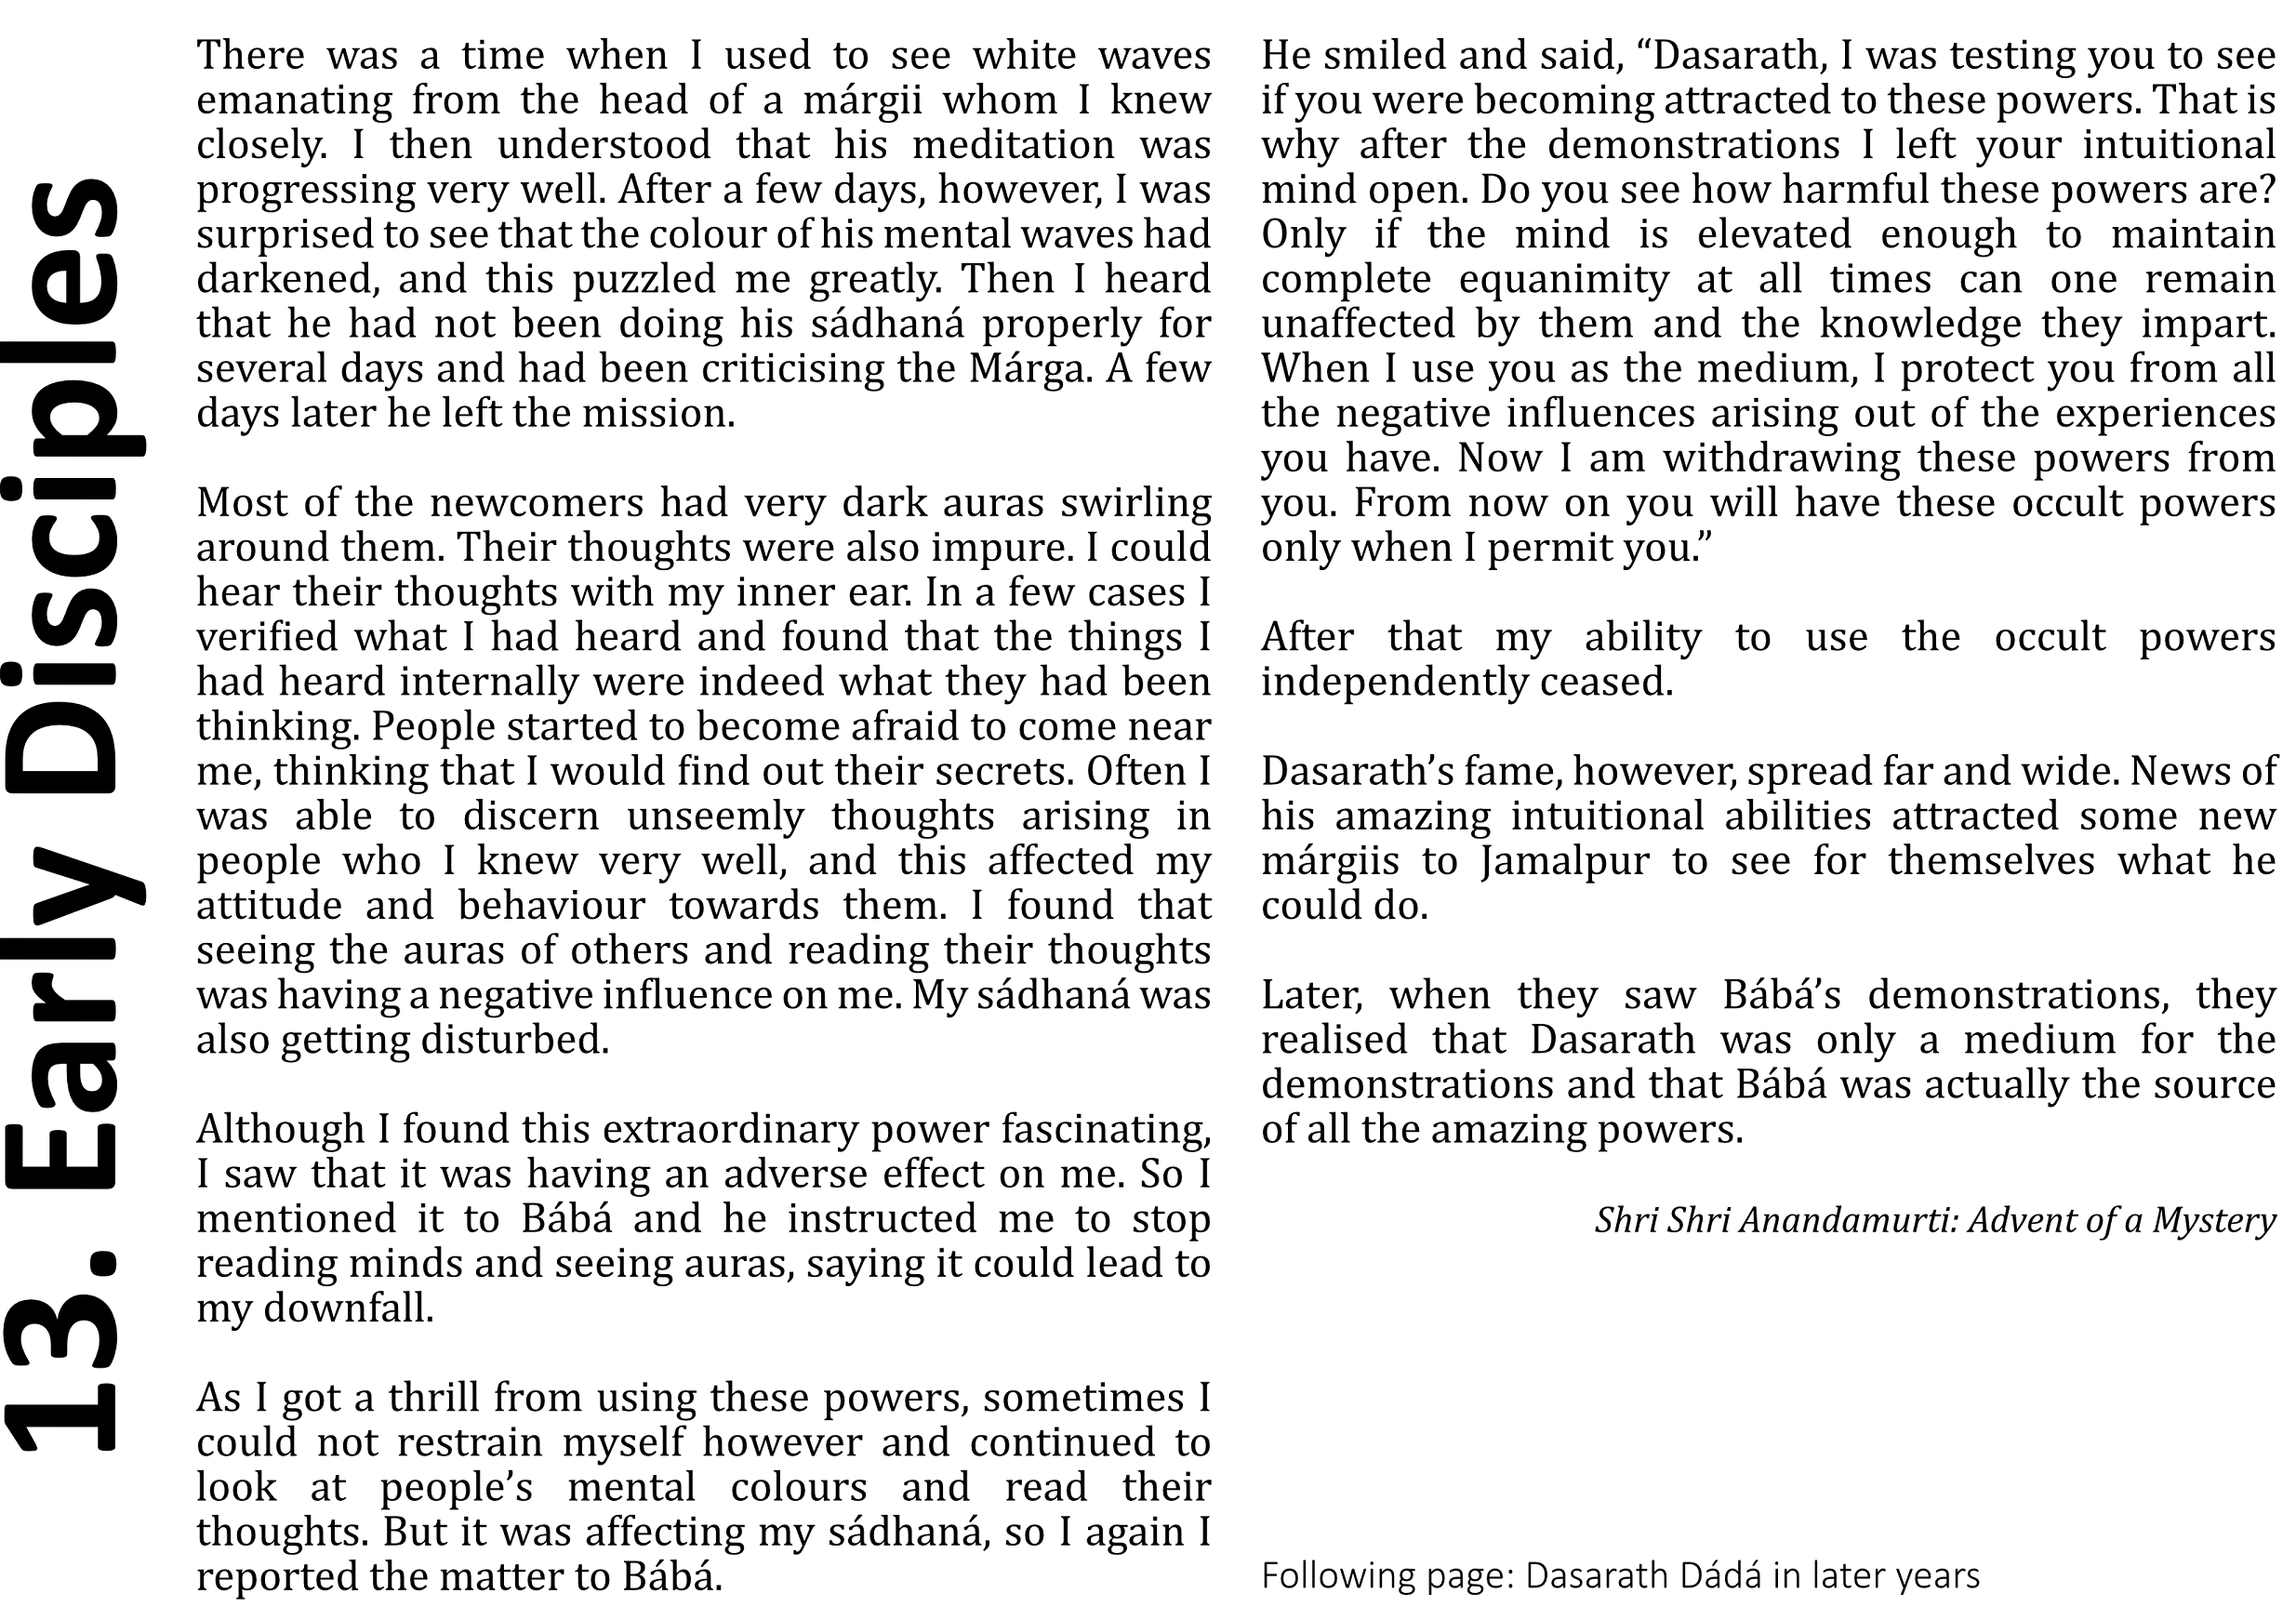 13. Early Disciples
There was a time when I used to see white waves
emanating from the head of a márgii whom I knew
closely. I then understood that his meditation was
progressing very well. After a few days, however, I was
surprised to see that the colour of his mental waves had
darkened, and this puzzled me greatly. Then I heard
that he had not been doing his sádhaná properly for
several days and had been criticising the Márga. A few
days later he left the mission.
Most of the newcomers had very dark auras swirling
around them. Their thoughts were also impure. I could
hear their thoughts with my inner ear. In a few cases I
verified what I had heard and found that the things I
had heard internally were indeed what they had been
thinking. People started to become afraid to come near
me, thinking that I would find out their secrets. Often I
was able to discern unseemly thoughts arising in
people who I knew very well, and this affected my
attitude and behaviour towards them. I found that
seeing the auras of others and reading their thoughts
was having a negative influence on me. My sádhaná was
also getting disturbed.
Although I found this extraordinary power fascinating,
I saw that it was having an adverse effect on me. So I
mentioned it to Bábá and he instructed me to stop
reading minds and seeing auras, saying it could lead to
my downfall.
As I got a thrill from using these powers, sometimes I
could not restrain myself however and continued to
look at people’s mental colours and read their
thoughts. But it was affecting my sádhaná, so I again I
reported the matter to Bábá.
He smiled and said, “Dasarath, I was testing you to see
if you were becoming attracted to these powers. That is
why after the demonstrations I left your intuitional
mind open. Do you see how harmful these powers are?
Only if the mind is elevated enough to maintain
complete equanimity at all times can one remain
unaffected by them and the knowledge they impart.
When I use you as the medium, I protect you from all
the negative influences arising out of the experiences
you have. Now I am withdrawing these powers from
you. From now on you will have these occult powers
only when I permit you.”
After that my ability to use the occult powers
independently ceased.
Dasarath’s fame, however, spread far and wide. News of
his amazing intuitional abilities attracted some new
márgiis to Jamalpur to see for themselves what he
could do.
Later, when they saw Bábá’s demonstrations, they
realised that Dasarath was only a medium for the
demonstrations and that Bábá was actually the source
of all the amazing powers.
Shri Shri Anandamurti: Advent of a Mystery
Following page: Dasarath Dádá in later years